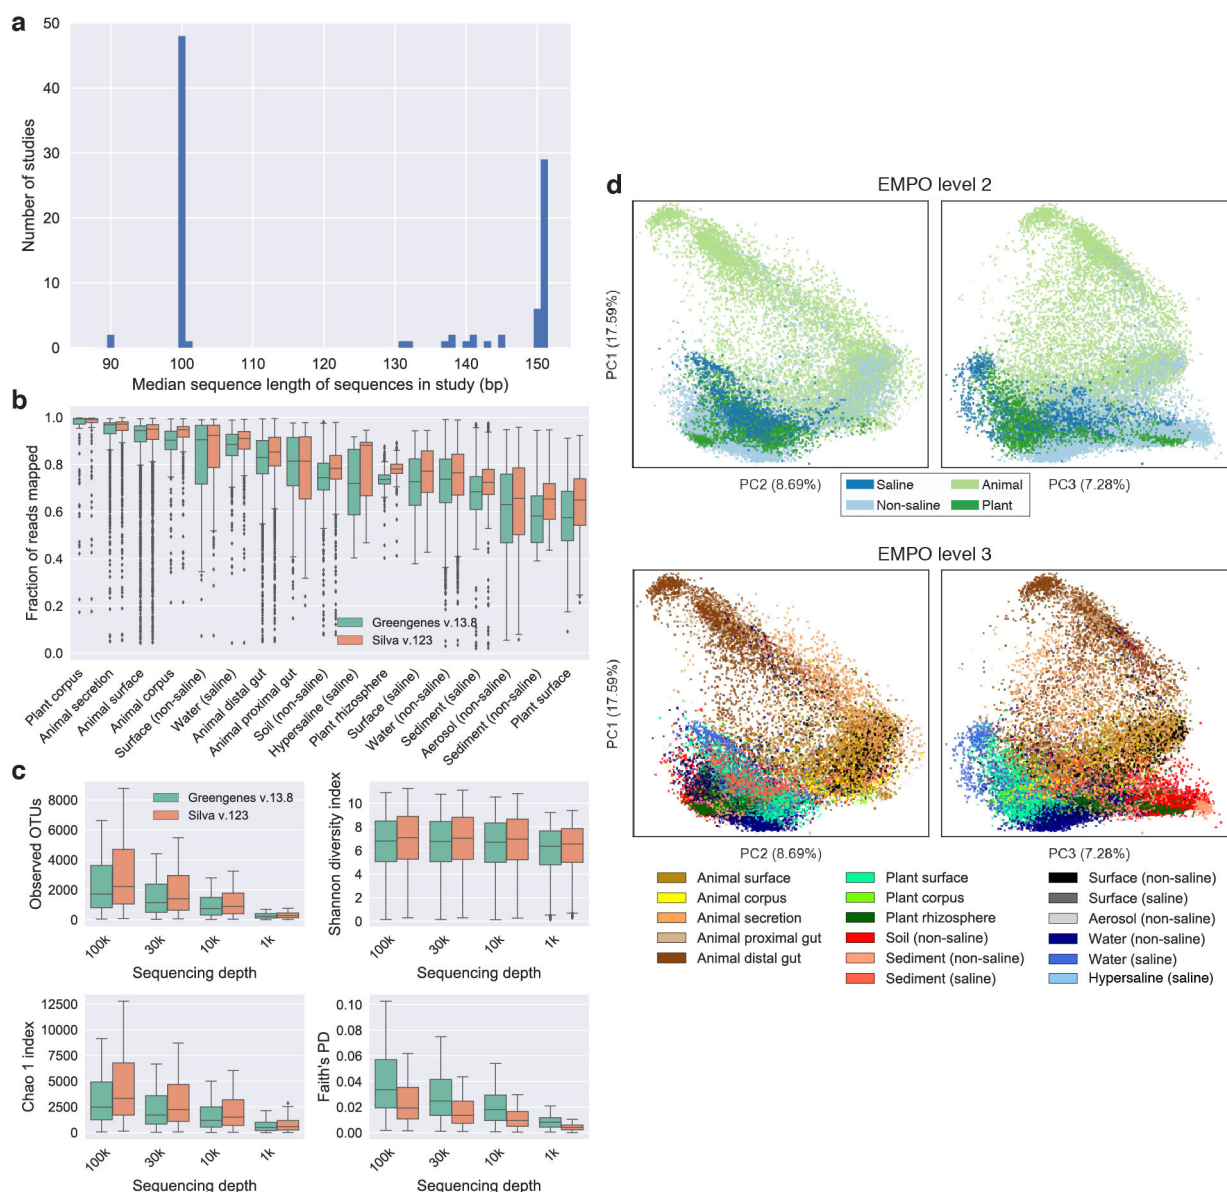 a
50
40
30
20
10
0
Number of studies
90
100
110
120
130
140
150
Median sequence length of sequences in study (bp)
b
1.0
0.8
0.6
0.4
0.2
0.0
Fraction of reads mapped
Greengenes v.13.8
Silva v.123
Plant corpus
Animal secretion
Animal surface
Animal corpus
Surface (non-saline)
Water (saline)
Animal distal gut
Animal proximal gut
Soil (non-saline)
Hypersaline (saline)
Plant rhizosphere
Surface (saline)
Water (non-saline)
Sediment (saline)
Aerosol (non-saline)
Sediment (non-saline)
Plant surface
c
8000
6000
4000
2000
0
Observed OTUs
Greengenes v.13.8
Silva v.123
100k
30k
10k
1k
Sequencing depth
10
8
6
4
2
0
Shannon diversity index
100k
30k
10k
1k
Sequencing depth
12500
10000
7500
5000
2500
0
Chao 1 index
100k
30k
10k
1k
Sequencing depth
0.10
0.08
0.06
0.04
0.02
0.00
Faith's PD
100k
30k
10k
1k
Sequencing depth
d
EMPO level 2
PC1 (17.59%)
PC2 (8.69%)
PC3 (7.28%)
Saline
Animal
Non-saline
Plant
EMPO level 3
PC1 (17.59%)
PC2 (8.69%)
PC3 (7.28%)
Animal surface
Animal corpus
Animal secretion
Animal proximal gut
Animal distal gut
Plant surface
Plant corpus
Plant rhizosphere
Soil (non-saline)
Sediment (non-saline)
Sediment (saline)
Surface (non-saline)
Surface (saline)
Aerosol (non-saline)
Water (non-saline)
Water (saline)
Hypersaline (saline)